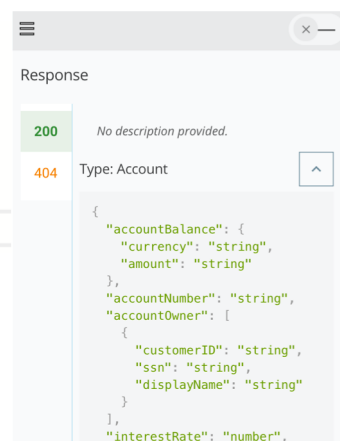 Response
200
No description provided.
404
Type: Account
{
"accountBalance": {
"currency": "string",
"amount": "string"
},
"accountNumber": "string",
"accountOwner": [
{
"customerID": "string",
"ssn": "string",
"displayName": "string"
}
],
"interestRate": "number",